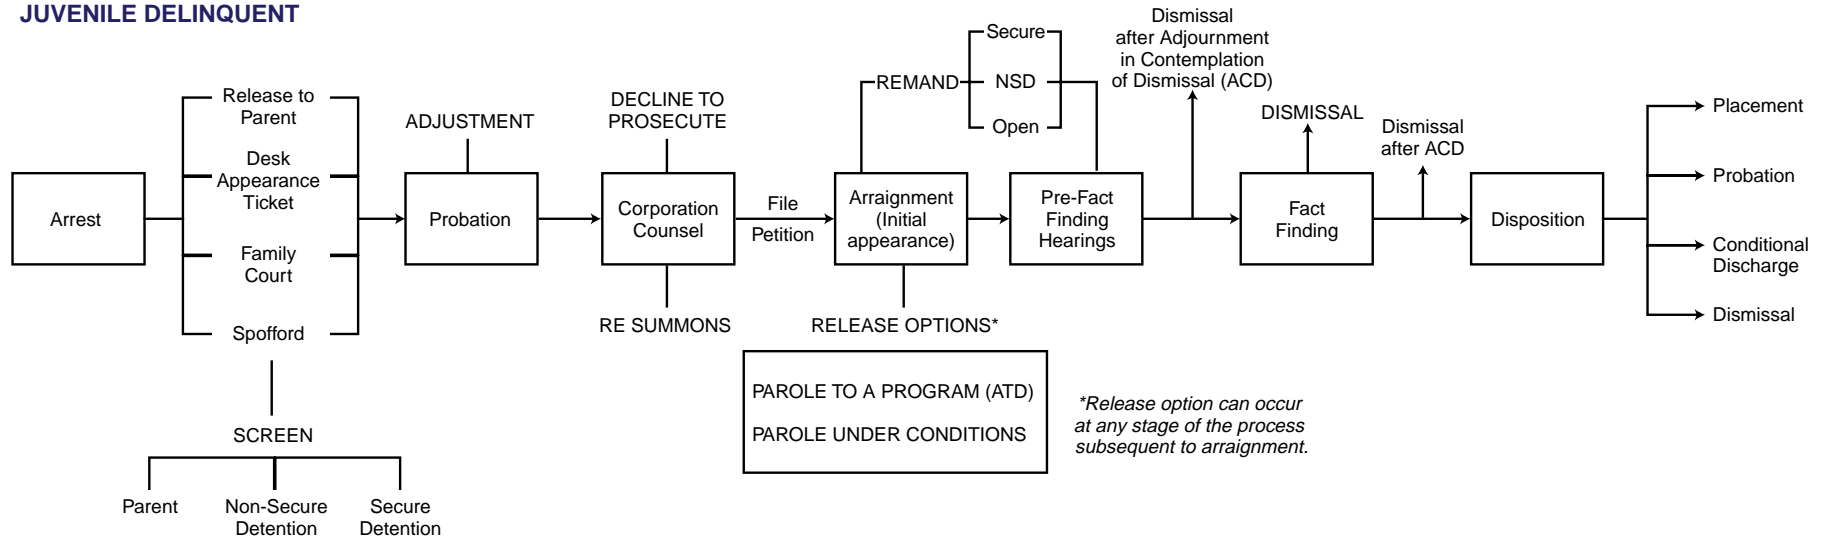 JUVENILE DELINQUENT
Arrest
Release to
Parent
Desk
Appearance
Ticket
Family
Court
Spofford
SCREEN
Parent
Non-Secure
Detention
Secure
Detention
ADJUSTMENT
Probation
DECLINE TO
PROSECUTE
Corporation
Counsel
RE SUMMONS
File
Petition
REMAND
Secure
NSD
Open
Arraignment
(Initial
appearance)
RELEASE OPTIONS*
PAROLE TO A PROGRAM (ATD)
PAROLE UNDER CONDITIONS
*Release option can occur
at any stage of the process
subsequent to arraignment.
Pre-Fact
Finding
Hearings
Dismissal
after Adjournment
in Contemplation
of Dismissal (ACD)
DISMISSAL
Fact
Finding
Dismissal
after ACD
Disposition
Placement
Probation
Conditional
Discharge
Dismissal